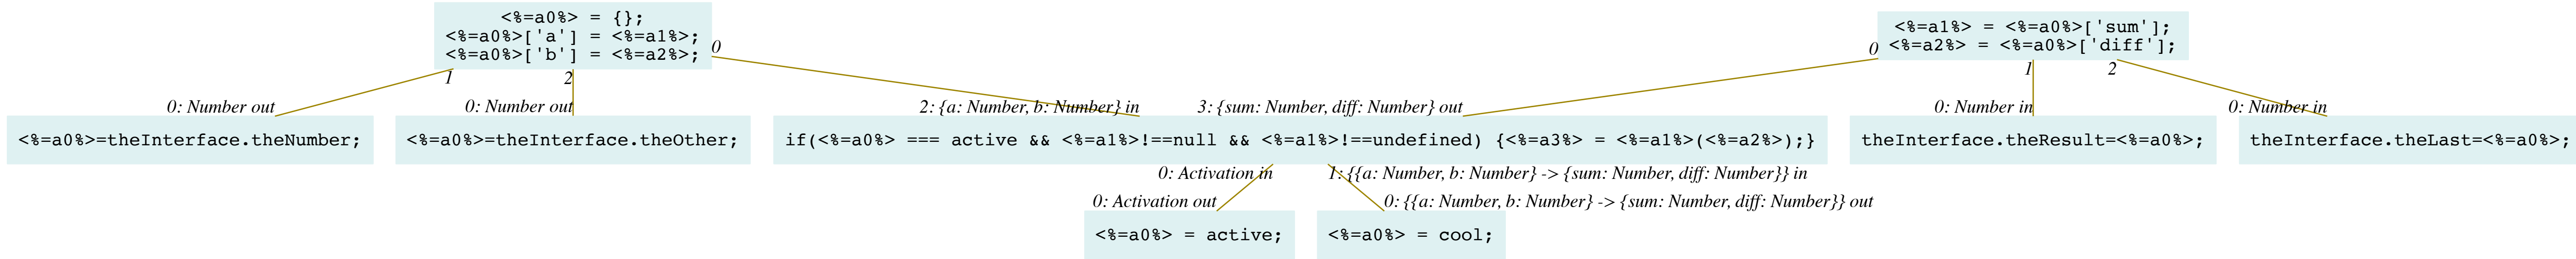 <%=a0%> = {};
<%=a0%>['a'] = <%=a1%>;
<%=a0%>['b'] = <%=a2%>;
0
1
2
<%=a1%> = <%=a0%>['sum'];
<%=a2%> = <%=a0%>['diff'];
0
1
2
0: Number out
0: Number out
2: {a: Number, b: Number} in
3: {sum: Number, diff: Number} out
0: Number in
0: Number in
<%=a0%>=theInterface.theNumber;
<%=a0%>=theInterface.theOther;
if(<%=a0%> === active && <%=a1%>!==null && <%=a1%>!==undefined) {<%=a3%> = <%=a1%>(<%=a2%>);}
theInterface.theResult=<%=a0%>;
theInterface.theLast=<%=a0%>;
0: Activation in
1: {{a: Number, b: Number} -> {sum: Number, diff: Number}} in
0: Activation out
0: {{a: Number, b: Number} -> {sum: Number, diff: Number}} out
<%=a0%> = active;
<%=a0%> = cool;